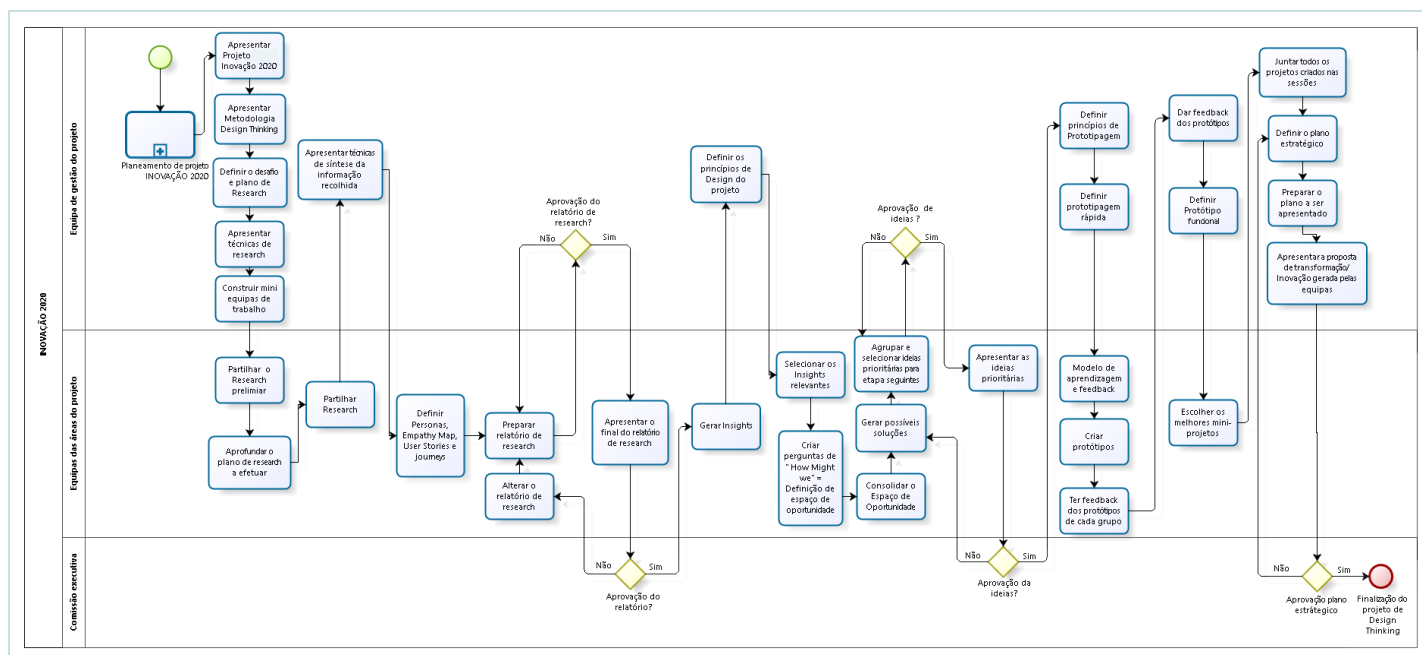 INOVAÇÃO 2020
Equipa de gestão do projeto
Equipas das áreas do projeto
Comissão executiva
Planeamento de projeto
INOVAÇÃO 2020
Apresentar
Projeto
Inovação 2020
Apresentar
Metodologia
Design Thinking
Definir o desafio
e plano de
Research
Apresentar
técnicas de
research
Construir mini
equipas de
trabalho
Partilhar o
Research
prelimiar
Aprofundar o
plano de research
a efetuar
Partilhar
Research
Apresentar técnicas
de síntese da
informação
recolhida
Definir
Personas,
Empathy Map,
User Stories e
journeys
Preparar
relatório de
research
Alterar o
relatório de
research
Aprovação do
relatório de
research?
Não
Sim
Apresentar o
final do relatório
de research
Não
Sim
Aprovação do
relatório?
Gerar Insights
Definir os
princípios de
Design do
projeto
Selecionar os
Insights
relevantes
Criar
perguntas de
" How Might
we" =
Definição de
espaço de
oportunidade
Consolidar o
Espaço de
Oportunidade
Gerar possíveis
soluções
Agrupar e
selecionar ideias
prioritárias para
etapa seguintes
Aprovação de
ideias ?
Não
Sim
Apresentar as
ideias
prioritárias
Não
Sim
Aprovação da
ideias?
Definir
princípios de
Prototipagem
Definir
prototipagem
rápida
Modelo de
aprendizagem
e feedback
Criar
protótipos
Ter feedback
dos protótipos
de cada grupo
Dar feedback
dos protótipos
Definir
Protótipo
fundonal
Escolher os
melhores mini-
projetos
Juntar todos os
projetos criados nas
sessões
Definir o plano
estratégico
Preparar o
plano a ser
apresentado
Apresentar a proposta
de transformação/
Inovação gerada pelas
equipas
Não
Sim
Aprovação plano
estrátegico
Finalização do
projeto de
Design
Thinking